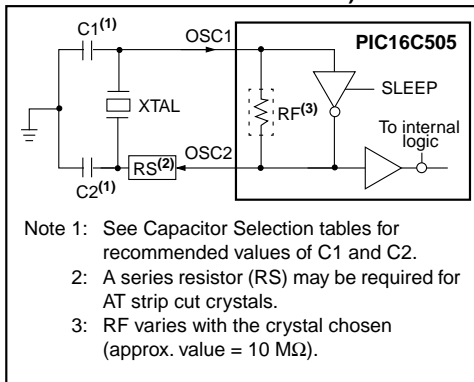 C1(1)
OSC1
PIC16C505
SLEEP
XTAL
RF(3)
To internal
logic
OSC2
RS(2)
C2(1)
Note 1: See Capacitor Selection tables for
recommended values of C1 and C2.
2: A series resistor (RS) may be required for
AT strip cut crystals.
3: RF varies with the crystal chosen
(approx. value = 10 MΩ).